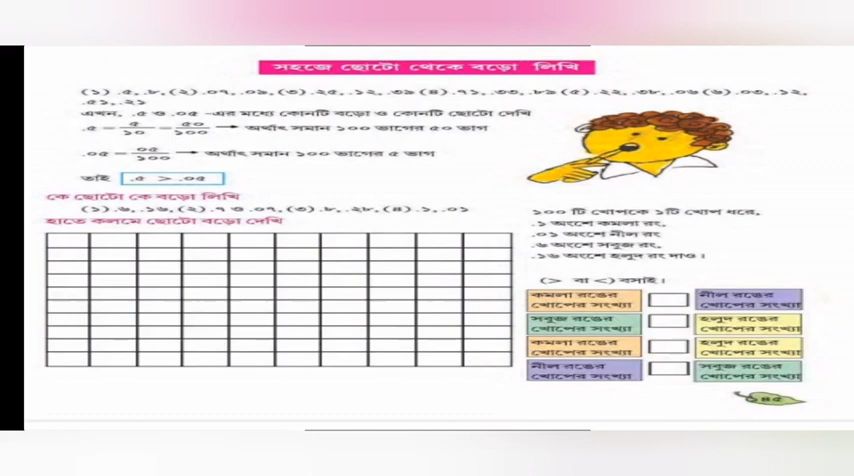 সহজে ছোটো থেকে বড়ো লিখি
(১) .৫, .৮, (২) .০৭, .০৯, (৩) .২৫, .১২, .৩৯ (৪) .৭১, .৩৩, .৮৯ (৫) .২২, .৩৮, .০৬ (৬) .০৩, .১২,
.৫১, .২১
এখন, .৫ ও .০৫ -এর মধ্যে কোনটি বড়ো ও কোনটি ছোটো দেখি
.৫ = ৫/১০ = ৫০/১০০ → অর্থাৎ সমান ১০০ ভাগের ৫০ ভাগ
.০৫ = ০৫/১০০ → অর্থাৎ সমান ১০০ ভাগের ৫ ভাগ
তাই .৫ > .০৫
কে ছোটো কে বড়ো লিখি
(১) .৬, .১৬, (২) .৭ ও .০৭, (৩) .৮, .২৮, (৪) .১, .০১
হাতে কলমে ছোটো বড়ো দেখি
১০০ টি খোপকে ১টি খোপ ধরে,
.১ অংশে কমলা রং,
.০১ অংশে নীল রং
.৬ অংশে সবুজ রং,
.১৬ অংশে হলুদ রং দাও।
(> বা <) বসাই।
কমলা রঙের খোপের সংখ্যা নীল রঙের খোপের সংখ্যা
সবুজ রঙের খোপের সংখ্যা হলুদ রঙের খোপের সংখ্যা
কমলা রঙের খোপের সংখ্যা হলুদ রঙের খোপের সংখ্যা
নীল রঙের খোপের সংখ্যা সবুজ রঙের খোপের সংখ্যা
৪৫